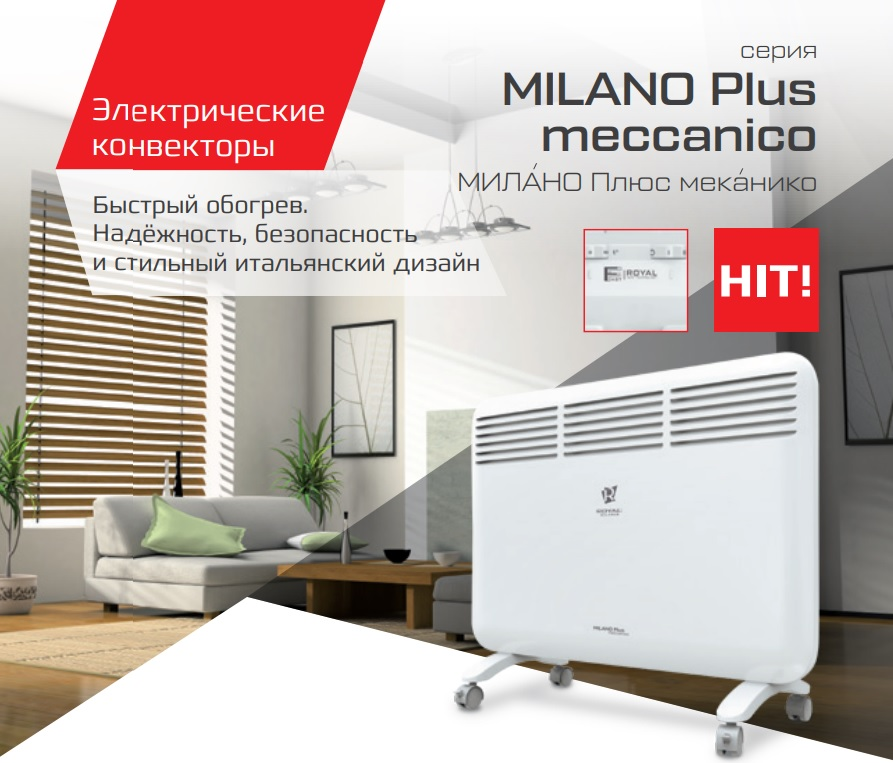 Электрические
конвекторы
Быстрый обогрев.
Надёжность, безопасность
и стильный итальянский дизайн
серия
MILANO Plus
meccanico
МИЛА́НО Плюс мека́нико
ROYAL
HIT!
MILANO Plus